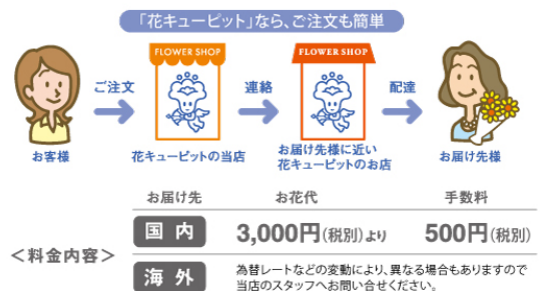 「花キューピット」なら、ご注文も簡単
FLOWER SHOP
FLOWER SHOP
ご注文
連絡
配達
お客様
花キューピットの当店
お届け先様に近い
花キューピットのお店
お届け先様
お届け先
お花代
手数料
<料金内容>
国内
3,000円(税別)より
500円(税別)
海外
為替レートなどの変動により、異なる場合もありますので
当店のスタッフへお問い合せください。